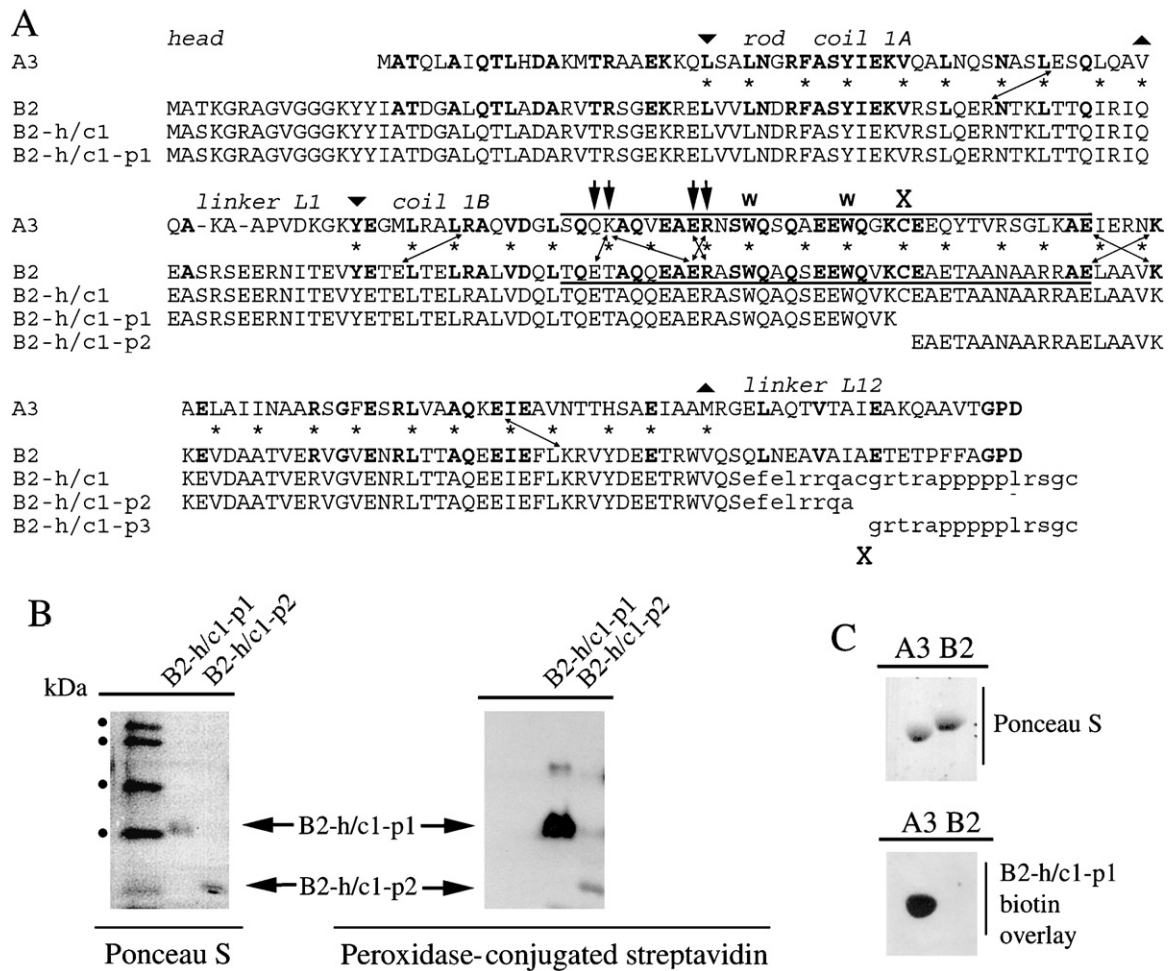 A
head rod coil 1A
A3 MATQLAIQTLHDAKMTRAAEKKQLSALNGRFASYIEKVQALNQSNASLESQLQAV
* * * * * * * * * *
B2 MATKGRAGVGGGKYYIATDGALQTLADARVTRSGEKRELVVLNDRFASYIEKVRSLQERNTKLTTQIRIQ
B2-h/c1 MASKGRAGVGGGKYYIATDGALQTLADARVTRSGEKRELVVLNDRFASYIEKVRSLQERNTKLTTQIRIQ
B2-h/c1-p1 MASKGRAGVGGGKYYIATDGALQTLADARVTRSGEKRELVVLNDRFASYIEKVRSLQERNTKLTTQIRIQ
linker L1 coil 1B w w X
A3 QA-KA-APVDKGKYEGMLRALRAQVDGLSQQKAQVEAERNSWQSQAEEWQGKCEEQYTVRSGLKAEIERNK
* * * * * * * * * * * *
B2 EASRSEERNITEVYETELTELRALVDQLTQETAQQEAERASWQAQSEEWQVKCEAETAANAARRAELAAVK
B2-h/c1 EASRSEERNITEVYETELTELRALVDQLTQETAQQEAERASWQAQSEEWQVKCEAETAANAARRAELAAVK
B2-h/c1-p1 EASRSEERNITEVYETELTELRALVDQLTQETAQQEAERASWQAQSEEWQVK
B2-h/c1-p2 EAETAANAARRAELAAVK
linker L12
A3 AELAIINAARSGFESRLVAAQKEIEAVNTTHSAEIAAMRGELAQTVTAIEAKQAAVTGPD
* * * * * * * * * * *
B2 KEVDAATVERVGVENRLTTAQEEIEFLKRVYDEETRWVQSQLNEAVAIAETETPFFAGPD
B2-h/c1 KEVDAATVERVGVENRLTTAQEEIEFLKRVYDEETRWVQSefelrrqacgrtrappppplrsgc
B2-h/c1-p2 KEVDAATVERVGVENRLTTAQEEIEFLKRVYDEETRWVQSefelrrqa
B2-h/c1-p3 grtrappppplrsgc
X
B
kDa
B2-h/c1-p1
B2-h/c1-p2
B2-h/c1-p1
B2-h/c1-p2
B2-h/c1-p1
B2-h/c1-p2
Ponceau S
Peroxidase-conjugated streptavidin
C
A3 B2
Ponceau S
A3 B2
B2-h/c1-p1
biotin
overlay